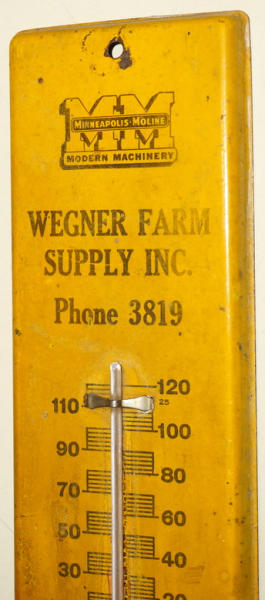 MM
MINNEAPOLIS-MOLINE
MODERN MACHINERY
WEGNER FARM
SUPPLY INC.
Phone 3819
120
110 25
100
90
80
70
60
50
40
30
20